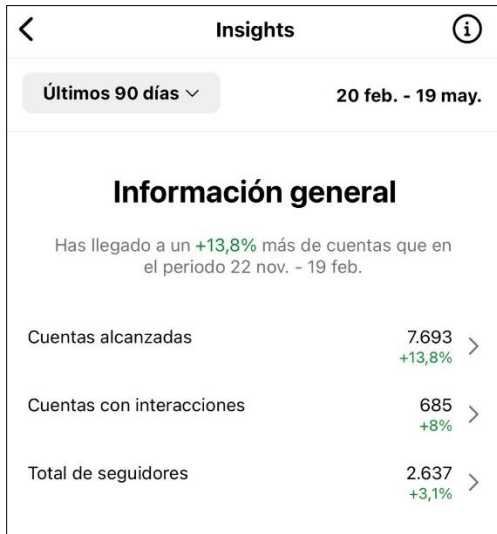 Insights
Últimos 90 días
20 feb. - 19 may.
Información general
Has llegado a un +13,8% más de cuentas que en
el periodo 22 nov. - 19 feb.
Cuentas alcanzadas
7.693
+13,8%
Cuentas con interacciones
685
+8%
Total de seguidores
2.637
+3,1%